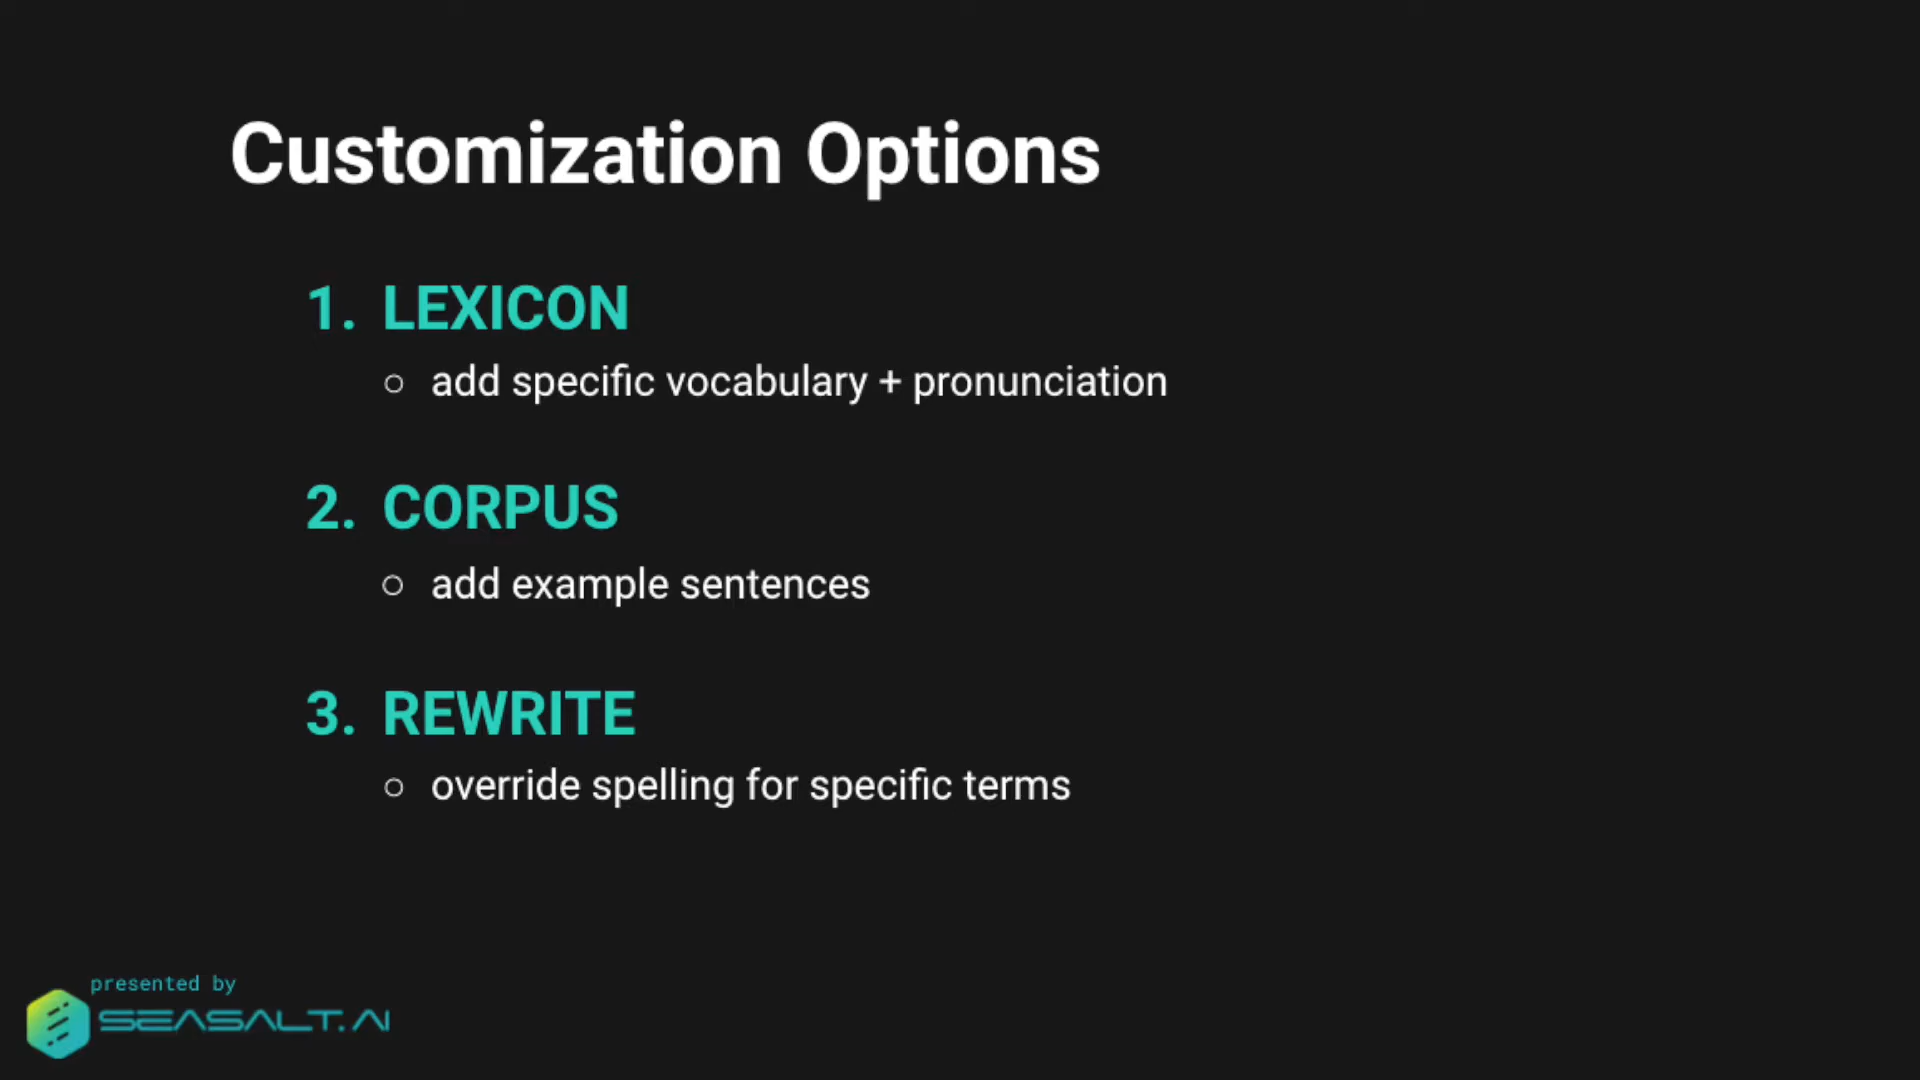 Customization Options
1. LEXICON
○ add specific vocabulary + pronunciation
2. CORPUS
○ add example sentences
3. REWRITE
○ override spelling for specific terms
presented by
SEASALT.AI